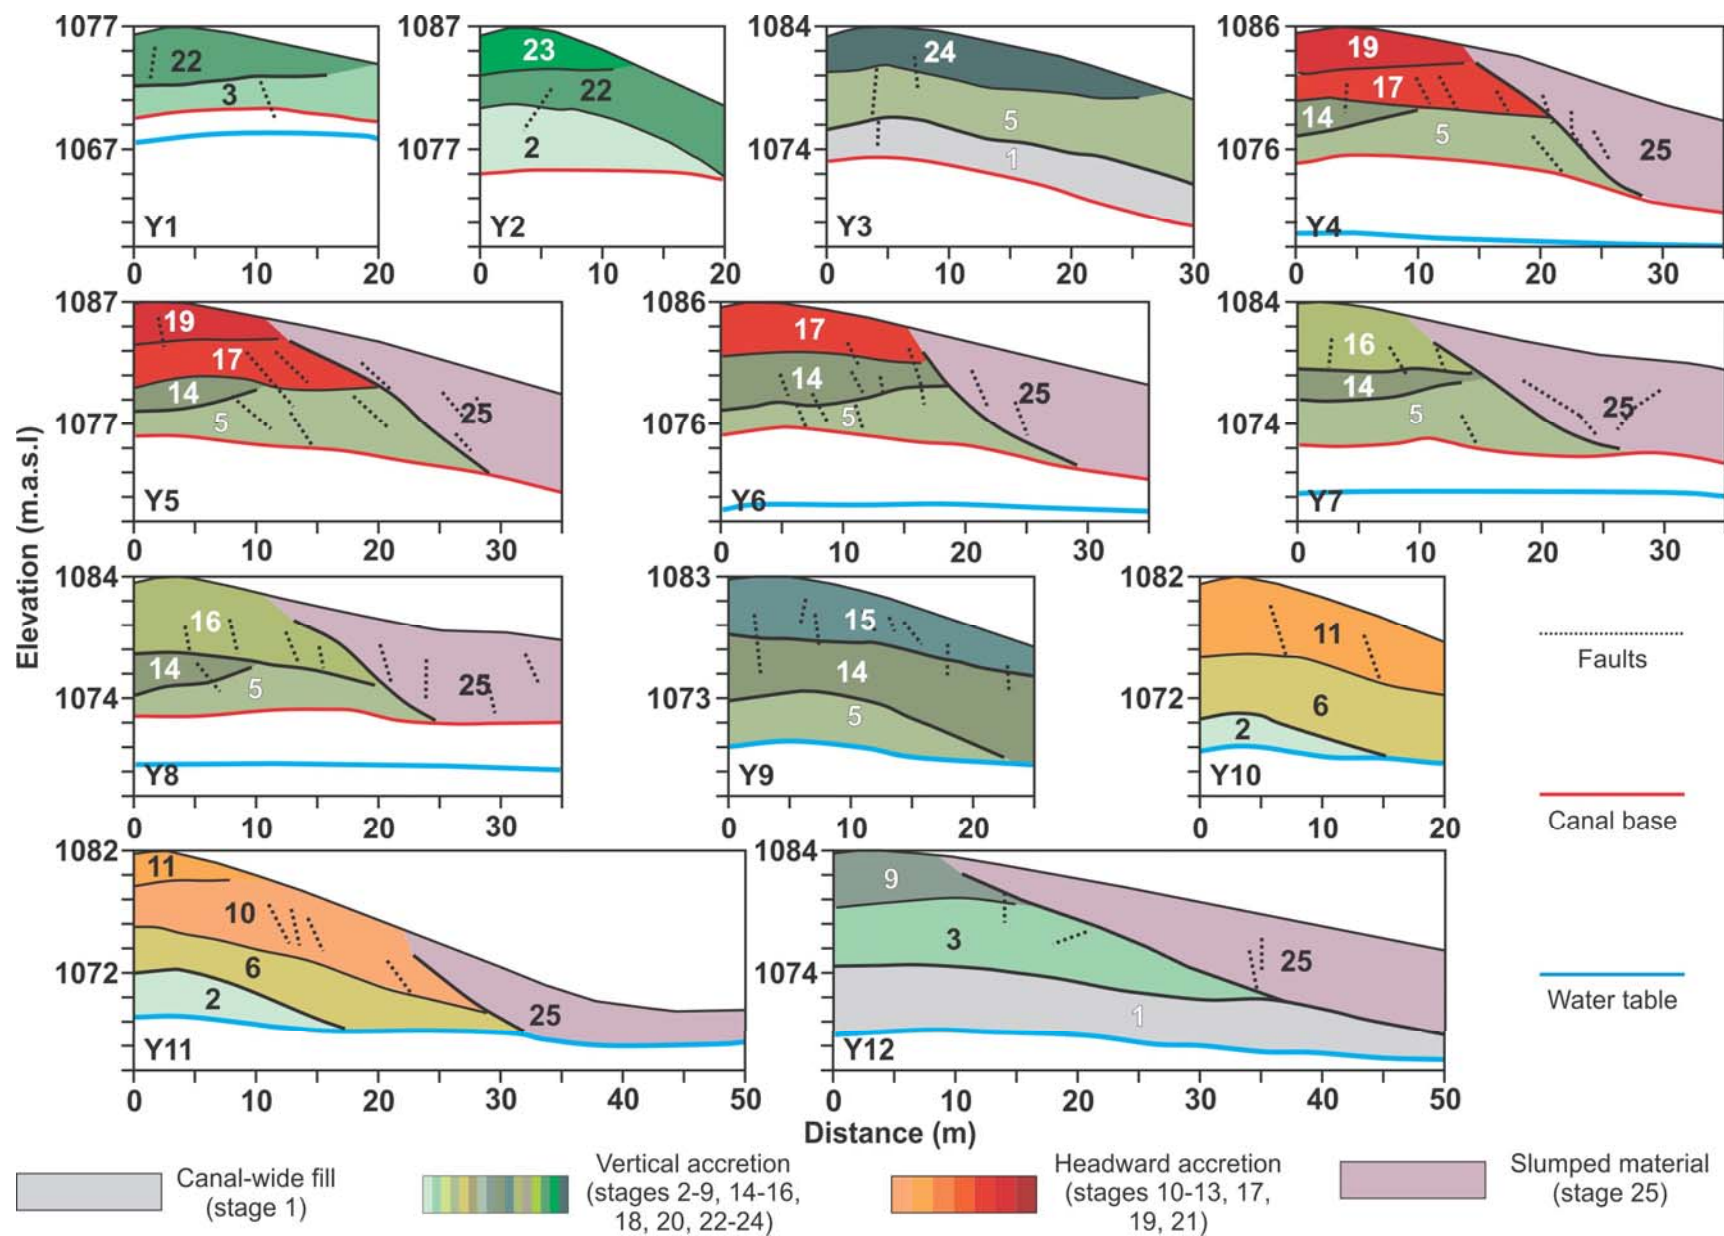 1077
1067
22
3
Y1
0 10 20
1087
1077
23
22
2
Y2
0 10 20
1084
1074
24
5
1
Y3
0 10 20 30
1086
1076
19
17
14
5
25
Y4
0 10 20 30
Elevation (m.a.s.l)
1087
1077
19
17
14
5
25
Y5
0 10 20 30
1086
1076
17
14
5
25
Y6
0 10 20 30
1084
1074
16
14
5
25
Y7
0 10 20 30
1084
1074
16
14
5
25
Y8
0 10 20 30
1083
1073
15
14
5
Y9
0 10 20
1082
1072
11
6
2
Y10
0 10 20
Faults
Canal base
Water table
1082
1072
11
10
6
2
25
Y11
0 10 20 30 40 50
1084
1074
9
3
25
1
Y12
0 10 20 30 40 50
Distance (m)
Canal-wide fill
(stage 1)
Vertical accretion
(stages 2-9, 14-16,
18, 20, 22-24)
Headward accretion
(stages 10-13, 17,
19, 21)
Slumped material
(stage 25)